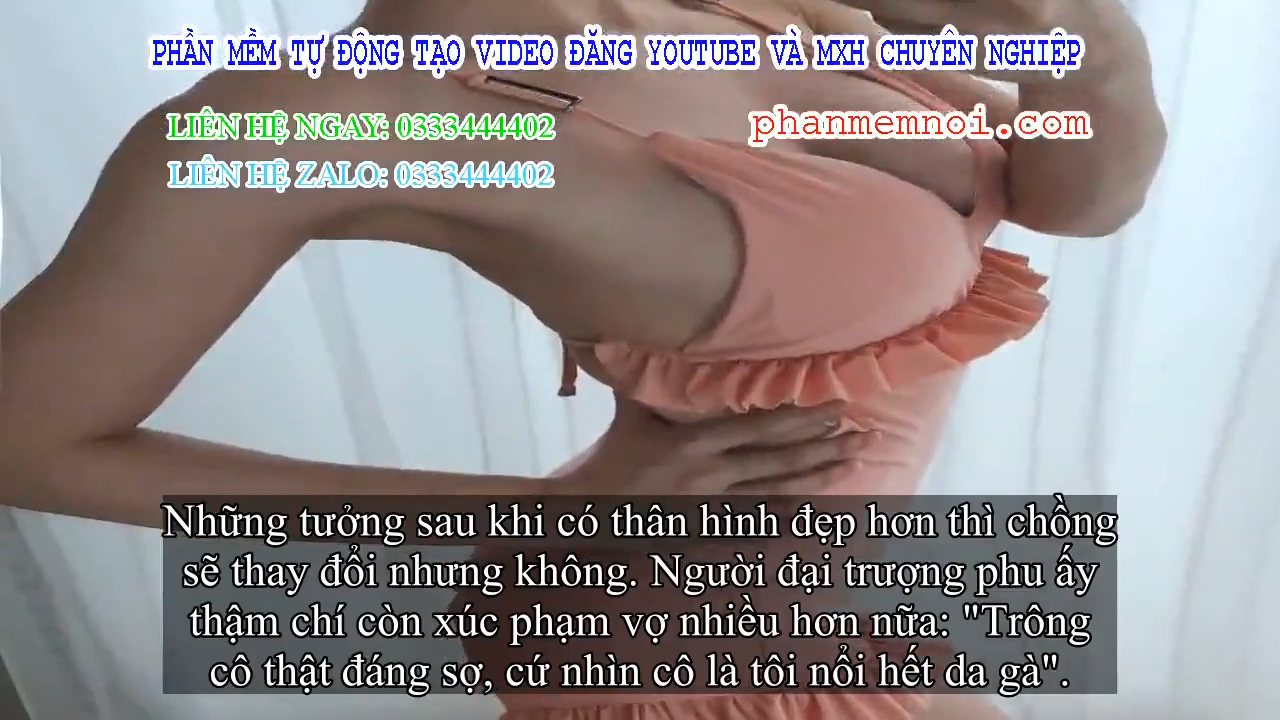 PHẦN MỀM TỰ ĐỘNG TẠO VIDEO ĐĂNG YOUTUBE VÀ MXH CHUYÊN NGHIỆP
LIÊN HỆ NGAY: 0333444402
phanmemnoi.com
LIÊN HỆ ZALO: 0333444402
Những tưởng sau khi có thân hình đẹp hơn thì chồng
sẽ thay đổi nhưng không. Người đại trượng phu ấy
thậm chí còn xúc phạm vợ nhiều hơn nữa: "Trông
cô thật đáng sợ, cứ nhìn cô là tôi nổi hết da gà".